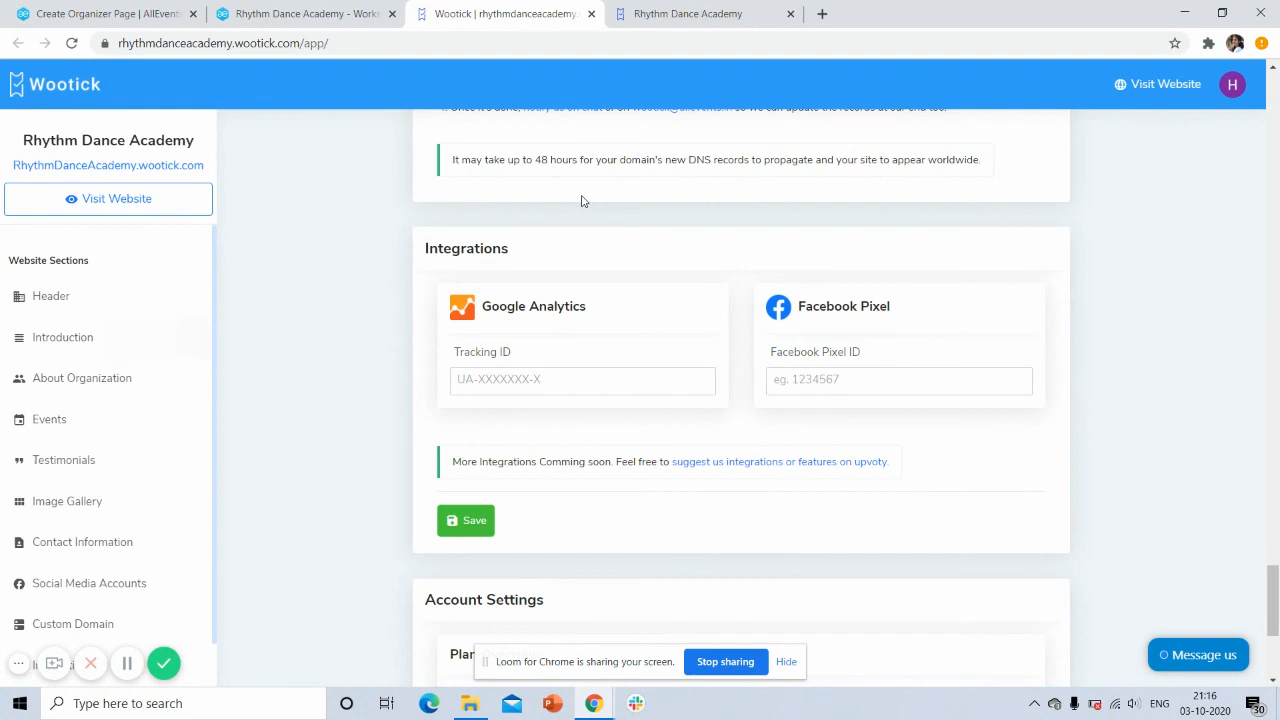 Create Organizer Page | AllEvents
Rhythm Dance Academy - Works
Wootick | rhythmdanceacademy.
Rhythm Dance Academy
rhythmdanceacademy.wootick.com/app/
Wootick
Visit Website
H
Rhythm Dance Academy
RhythmDanceAcademy.wootick.com
Visit Website
Website Sections
Header
Introduction
About Organization
Events
Testimonials
Image Gallery
Contact Information
Social Media Accounts
Custom Domain
It may take up to 48 hours for your domain's new DNS records to propagate and your site to appear worldwide.
Integrations
Google Analytics
Facebook Pixel
Tracking ID
Facebook Pixel ID
UA-XXXXXXX-X
eg. 1234567
More Integrations Comming soon. Feel free to suggest us integrations or features on upvoty.
Save
Account Settings
Loom for Chrome is sharing your screen.
Stop sharing
Hide
Message us
Type here to search
ENG
21:16
03-10-2020
30